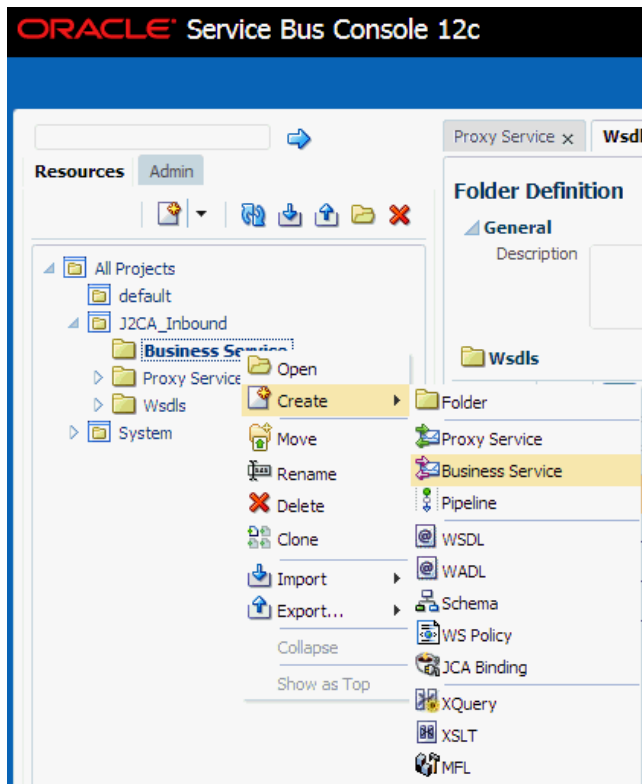 ORACLE Service Bus Console 12c
Resources
Admin
Proxy Service x
Folder Definition
General
Description
Wsdls
All Projects
default
J2CA_Inbound
Business Service
Proxy Service
Wsdls
System
Open
Create
Move
Rename
Delete
Clone
Import
Export...
Collapse
Show as Top
Folder
Proxy Service
Business Service
Pipeline
WSDL
WADL
Schema
WS Policy
JCA Binding
XQuery
XSLT
MFL